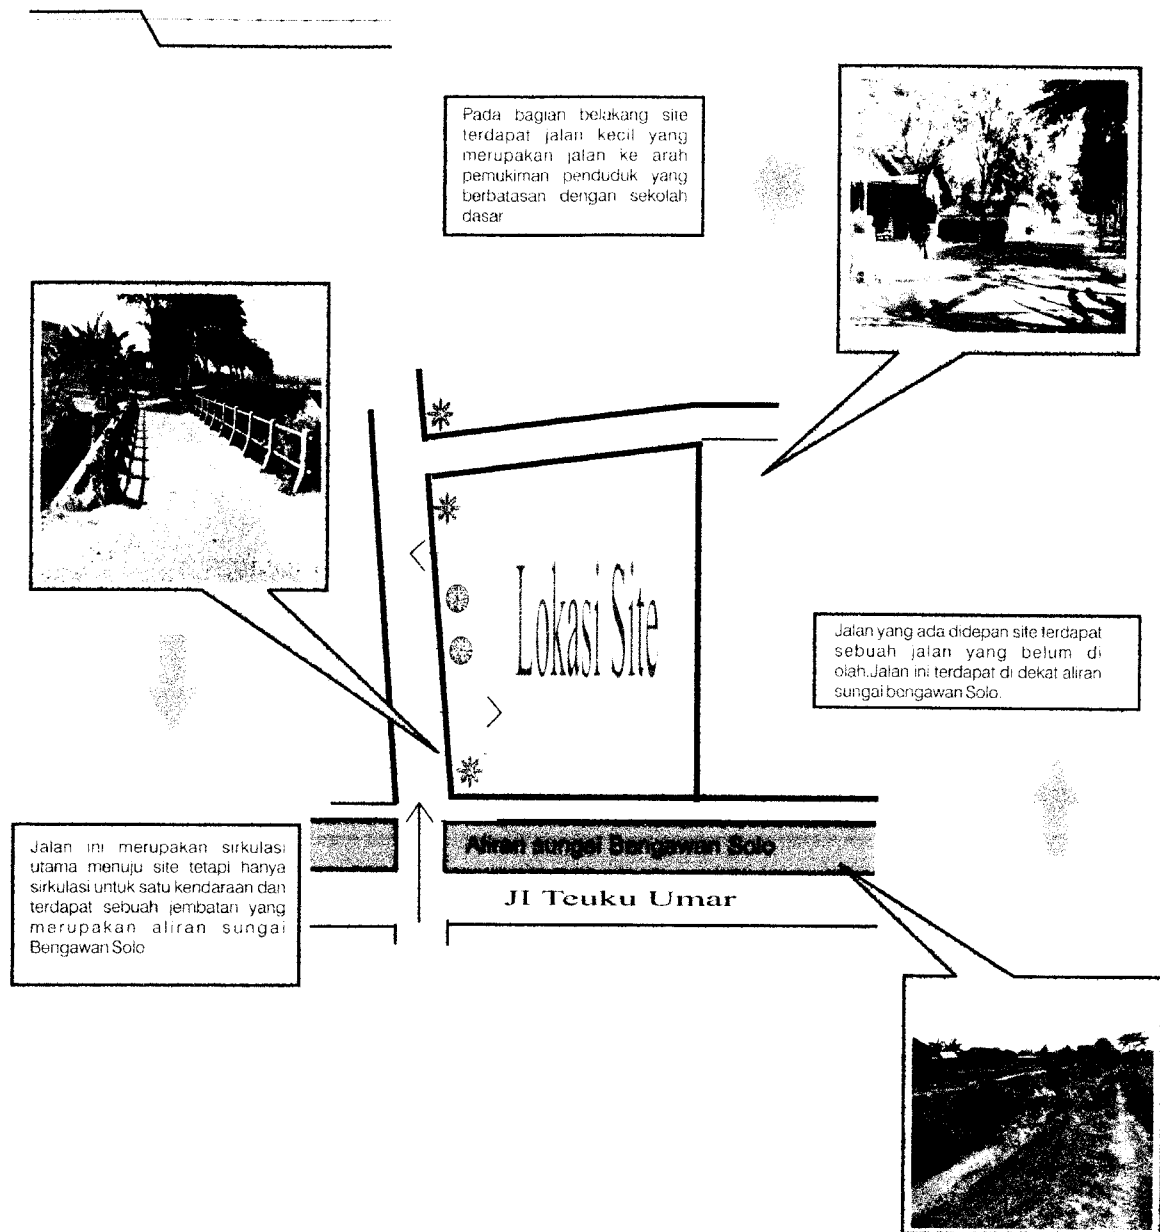 Pada bagian belakang site
terdapat jalan kecil yang
merupakan jalan ke arah
pemukiman penduduk yang
berbatasan dengan sekolah
dasar
Lokasi Site
Jalan yang ada didepan site terdapat
sebuah jalan yang belum di
olah.Jalan ini terdapat di dekat aliran
sungai bengawan Solo.
Jalan ini merupakan sirkulasi
utama menuju site tetapi hanya
sirkulasi untuk satu kendaraan dan
terdapat sebuah jembatan yang
merupakan aliran sungai
Bengawan Solo
Aliran sungai Bengawan Solo
Jl Teuku Umar